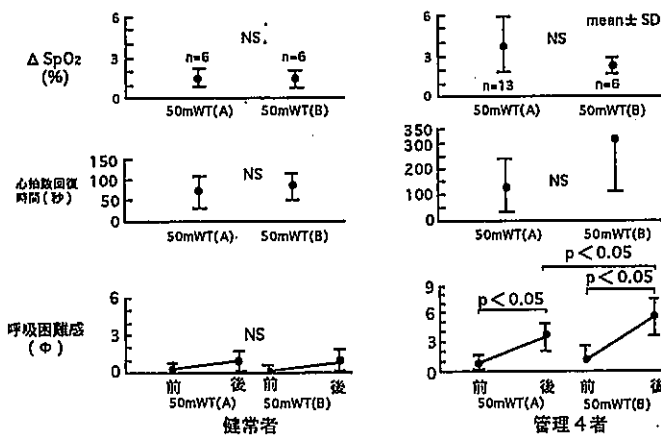 mean±SD
ΔSpO₂
(%)
6
3
0
n=6
NS
n=6
50mWT(A)
50mWT(B)
6
3
0
NS
n=13
n=6
50mWT(A)
50mWT(B)
心拍数回復
時間(秒)
150
100
50
0
NS
50mWT(A)
50mWT(B)
350
300
200
100
0
NS
50mWT(A)
50mWT(B)
呼吸困難感
(Φ)
6
3
0
NS
前
後
前
後
50mWT(A)
50mWT(B)
健常者
9
6
3
0
p<0.05
p<0.05
p<0.05
前
後
前
後
50mWT(A)
50mWT(B)
管理4者